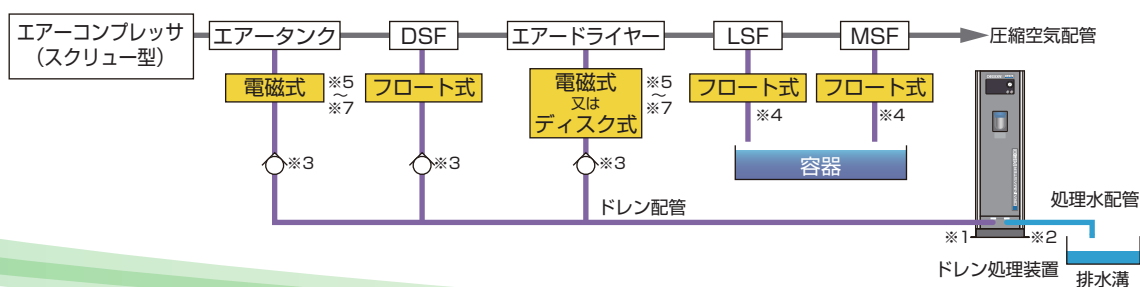 エアーコンプレッサ
（スクリュー型）
エアータンク
DSF
エアードライヤー
LSF
MSF
圧縮空気配管
電磁式
※5
～
※7
フロート式
電磁式
又は
ディスク式
※5
～
※7
フロート式
※4
フロート式
※4
※3
※3
※3
容器
ドレン配管
処理水配管
※1
※2
ドレン処理装置
排水溝